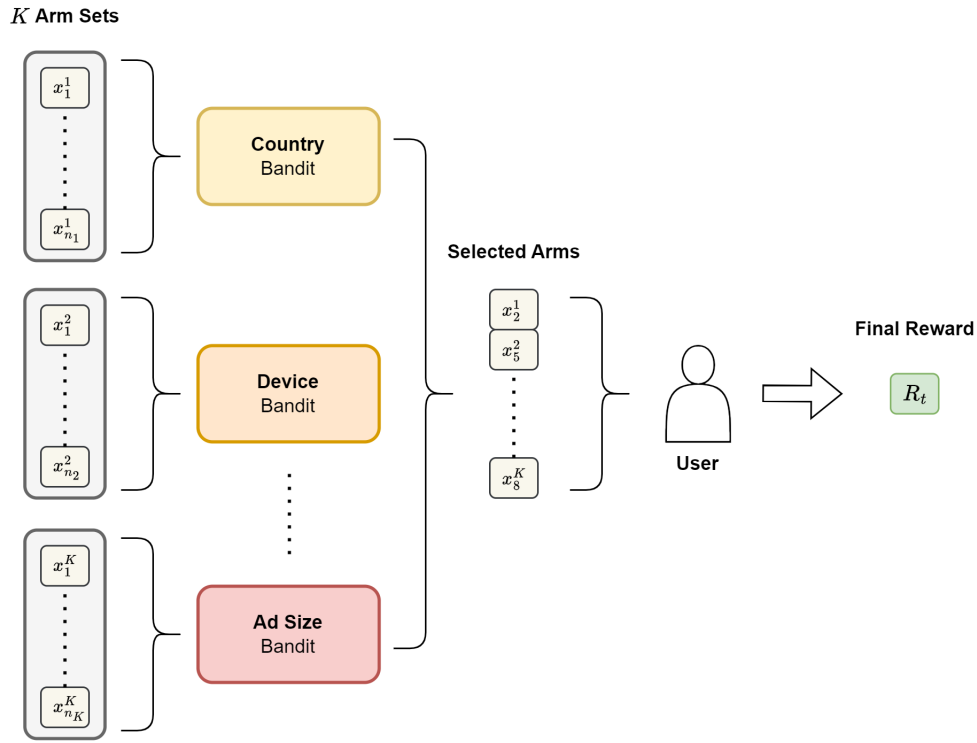 K Arm Sets
x_1^1
x_{n_1}^1
Country
Bandit
x_1^2
x_{n_2}^2
Device
Bandit
x_1^K
x_{n_K}^K
Ad Size
Bandit
Selected Arms
x_2^1
x_5^2
x_8^K
User
Final Reward
R_t